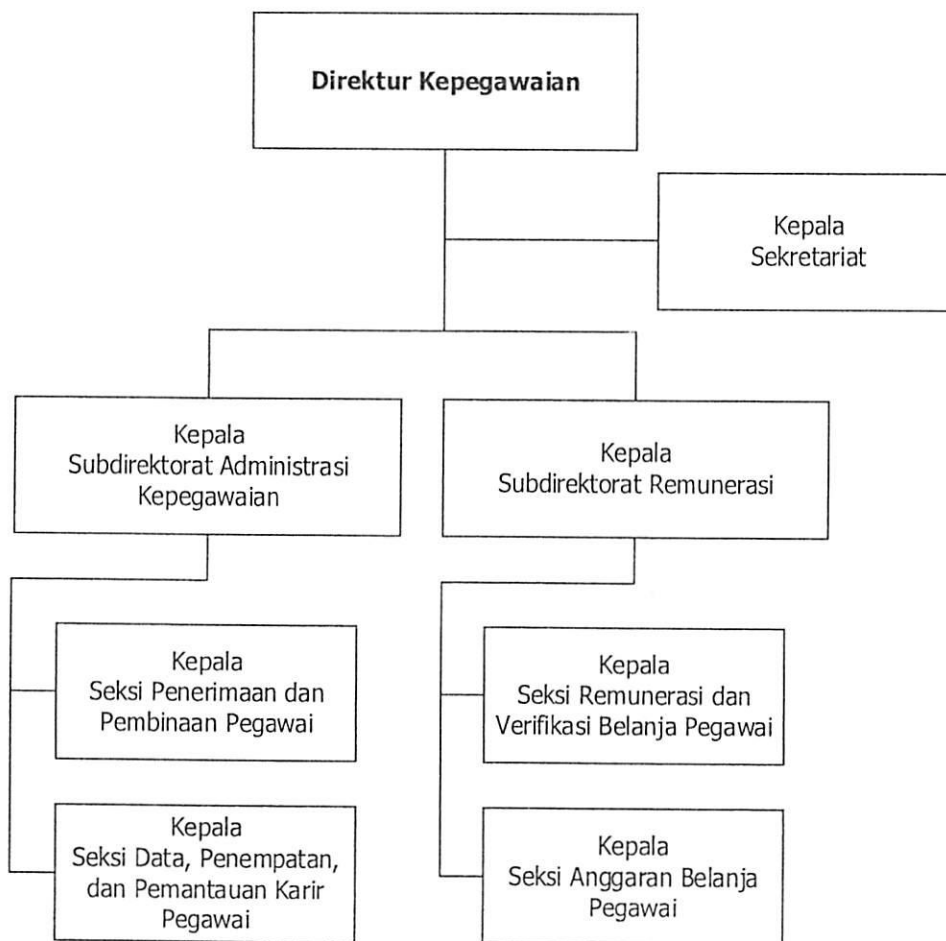 Direktur Kepegawaian
Kepala
Sekretariat
Kepala
Subdirektorat Administrasi
Kepegawaian
Kepala
Subdirektorat Remunerasi
Kepala
Seksi Penerimaan dan
Pembinaan Pegawai
Kepala
Seksi Remunerasi dan
Verifikasi Belanja Pegawai
Kepala
Seksi Data, Penempatan,
dan Pemantauan Karir
Pegawai
Kepala
Seksi Anggaran Belanja
Pegawai